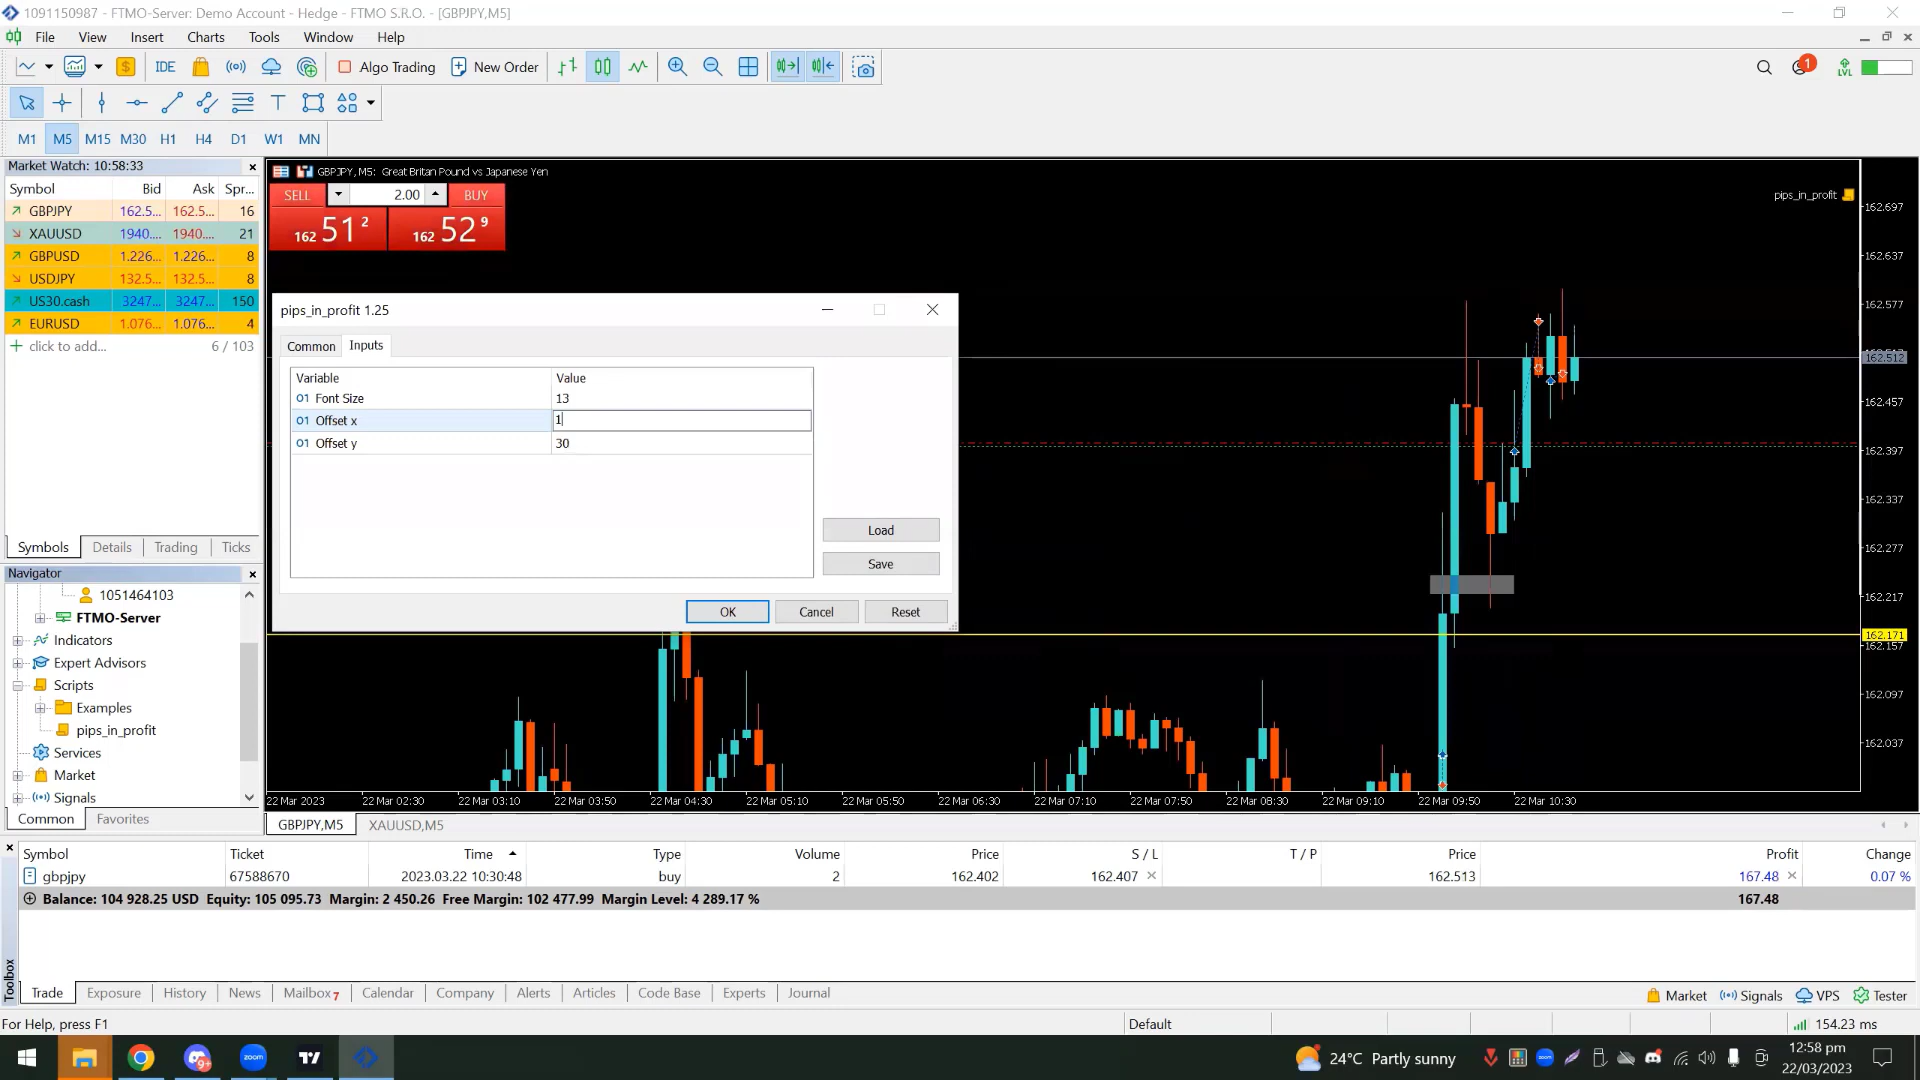 1091150987 - FTMO-Server: Demo Account - Hedge - FTMO S.R.O. - [GBPJPY,M5]
File View Insert Charts Tools Window Help
IDE Algo Trading New Order 1 LVL
M1 M5 M15 M30 H1 H4 D1 W1 MN
Market Watch: 10:58:33
Symbol Bid Ask Spr...
GBPJPY 162.5... 162.5... 16
XAUUSD 1940.... 1940.... 21
GBPUSD 1.226... 1.226... 8
USDJPY 132.5... 132.5... 8
US30.cash 3247... 3247... 150
EURUSD 1.076... 1.076... 4
click to add... 6 / 103
Symbols Details Trading Ticks
Navigator
1051464103
FTMO-Server
Indicators
Expert Advisors
Scripts
Examples
pips_in_profit
Services
Market
Signals
Common Favorites
GBPJPY, M5: Great Britan Pound vs Japanese Yen
SELL 2.00 BUY
162 51 2 162 52 9
pips_in_profit
pips_in_profit 1.25
Common Inputs
Variable Value
Font Size 13
Offset x 1
Offset y 30
Load
Save
OK Cancel Reset
162.697
162.637
162.577
162.512
162.457
162.397
162.337
162.277
162.217
162.171
162.157
162.097
162.037
22 Mar 2023 22 Mar 02:30 22 Mar 03:10 22 Mar 03:50 22 Mar 04:30 22 Mar 05:10 22 Mar 05:50 22 Mar 06:30 22 Mar 07:10 22 Mar 07:50 22 Mar 08:30 22 Mar 09:10 22 Mar 09:50 22 Mar 10:30
GBPJPY,M5 XAUUSD,M5
Symbol Ticket Time Type Volume Price S / L T / P Price Profit Change
gbpjpy 67588670 2023.03.22 10:30:48 buy 2 162.402 162.407 162.513 167.48 0.07 %
Balance: 104 928.25 USD Equity: 105 095.73 Margin: 2 450.26 Free Margin: 102 477.99 Margin Level: 4 289.17 % 167.48
Toolbox
Trade Exposure History News Mailbox 7 Calendar Company Alerts Articles Code Base Experts Journal Market Signals VPS Tester
For Help, press F1 Default 154.23 ms
9+ zoom 24°C Partly sunny 12:58 pm
22/03/2023